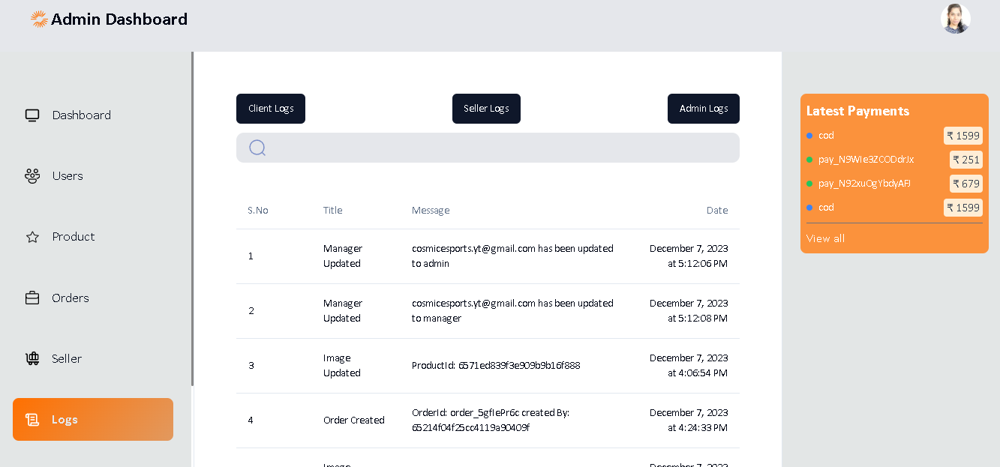 Admin Dashboard
Dashboard
Users
Product
Orders
Seller
Logs
Client Logs
Seller Logs
Admin Logs
S.No Title Message Date
1 Manager Updated cosmicesports.yt@gmail.com has been updated to admin December 7, 2023 at 5:12:06 PM
2 Manager Updated cosmicesports.yt@gmail.com has been updated to manager December 7, 2023 at 5:12:08 PM
3 Image Updated ProductId: 6571ed839f3e909b9b16f888 December 7, 2023 at 4:06:54 PM
4 Order Created OrderId: order_5gfIePr6c created By: 65214f04f25cc4119a90409f December 7, 2023 at 4:24:33 PM
Image December 7, 2023
Latest Payments
cod ₹ 1599
pay_N9WIe3ZCODdrJx ₹ 251
pay_N92xuOgYbdyAFJ ₹ 679
cod ₹ 1599
View all